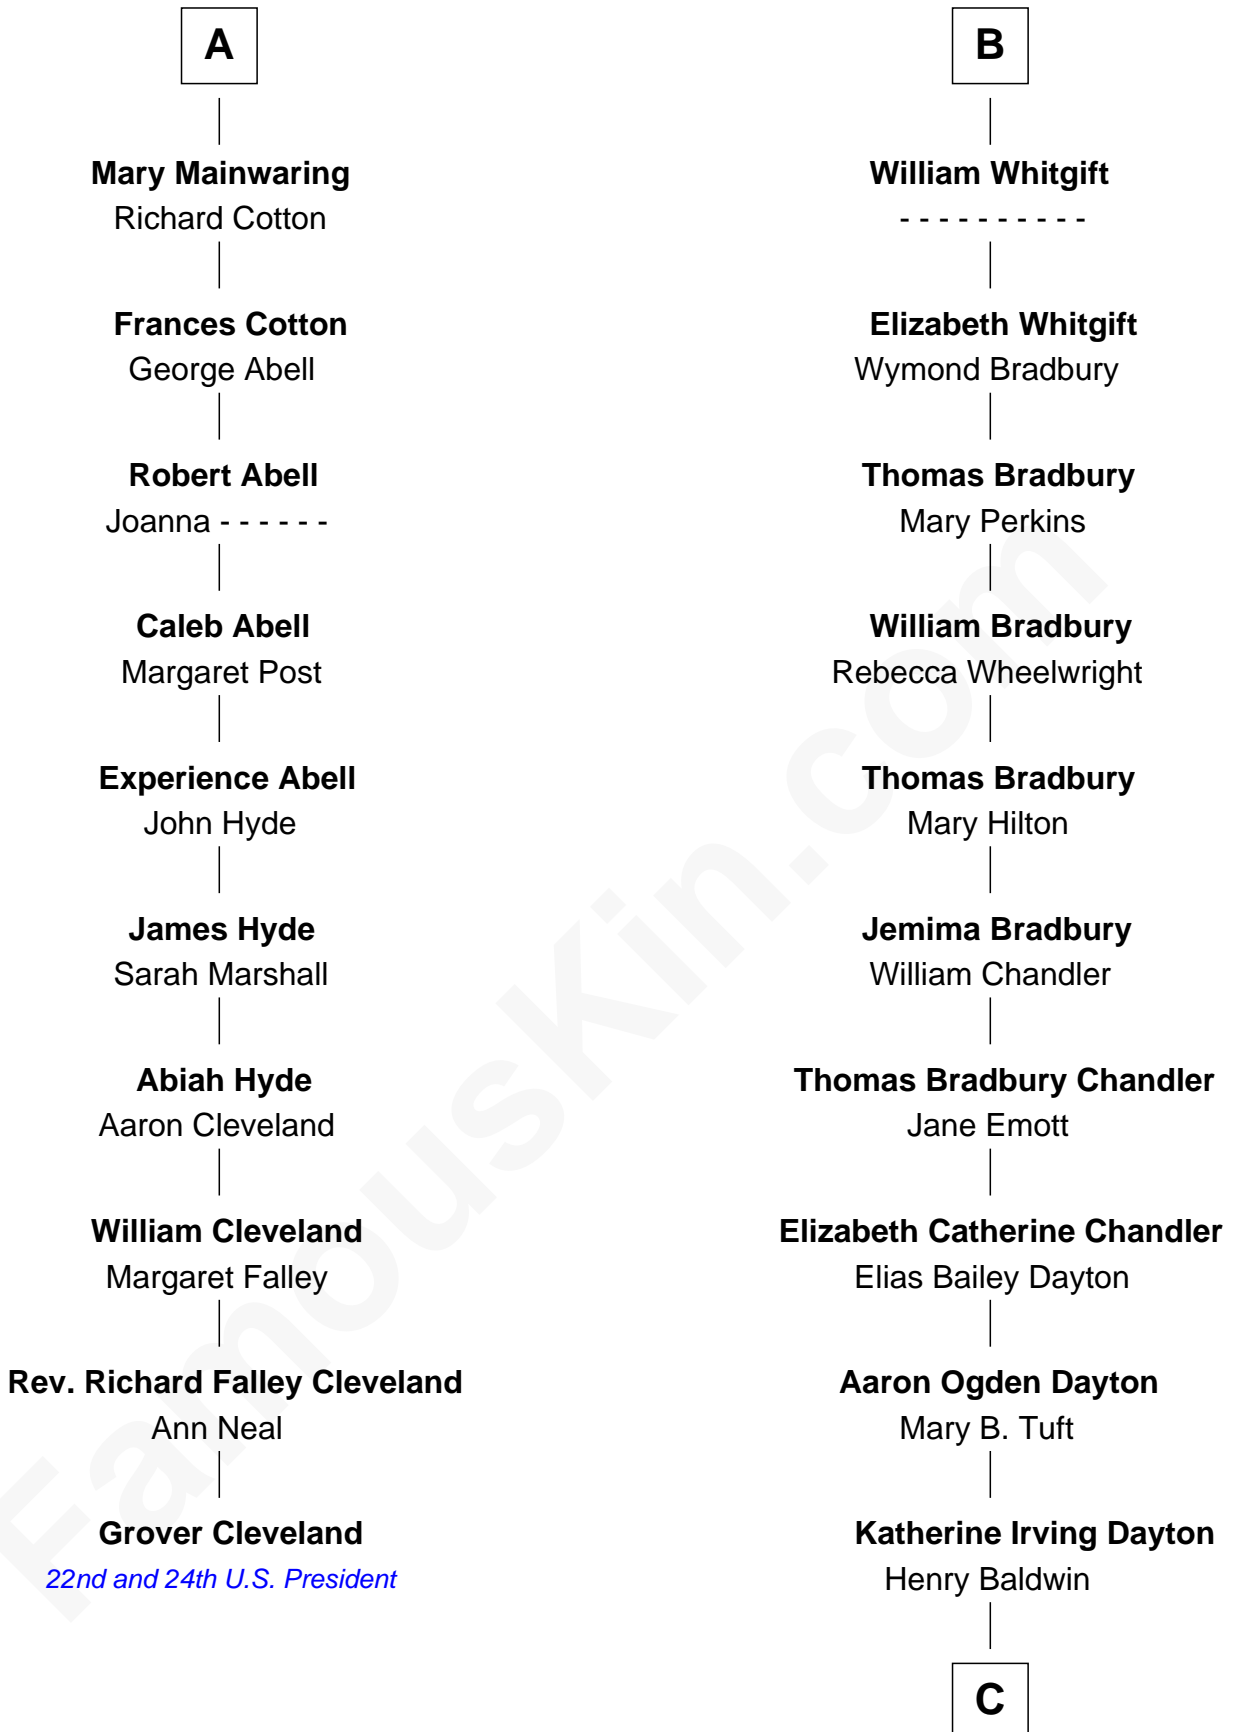 A
Mary Mainwaring
Richard Cotton
Frances Cotton
George Abell
Robert Abell
Joanna - - - - - -
Caleb Abell
Margaret Post
Experience Abell
John Hyde
James Hyde
Sarah Marshall
Abiah Hyde
Aaron Cleveland
William Cleveland
Margaret Falley
Rev. Richard Falley Cleveland
Ann Neal
Grover Cleveland
22nd and 24th U.S. President
B
William Whitgift
- - - - - - - - - -
Elizabeth Whitgift
Wymond Bradbury
Thomas Bradbury
Mary Perkins
William Bradbury
Rebecca Wheelwright
Thomas Bradbury
Mary Hilton
Jemima Bradbury
William Chandler
Thomas Bradbury Chandler
Jane Emott
Elizabeth Catherine Chandler
Elias Bailey Dayton
Aaron Ogden Dayton
Mary B. Tuft
Katherine Irving Dayton
Henry Baldwin
C
FamousKin.com